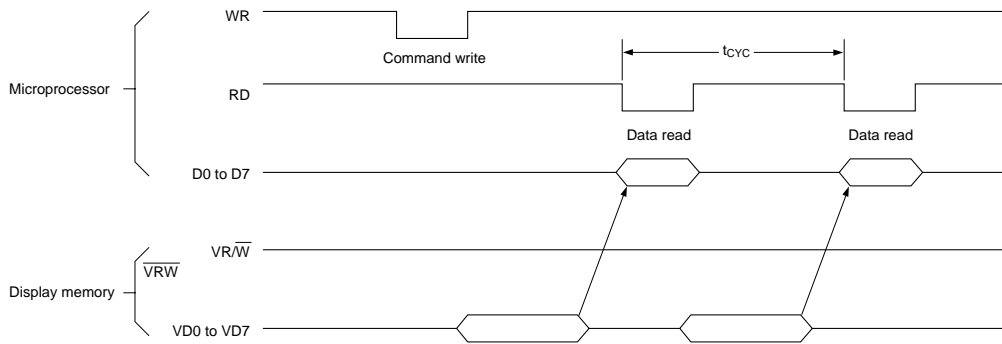 WR
Command write
tCYC
Microprocessor
RD
Data read
Data read
D0 to D7
VR/W̅
V̅R̅W̅
Display memory
VD0 to VD7